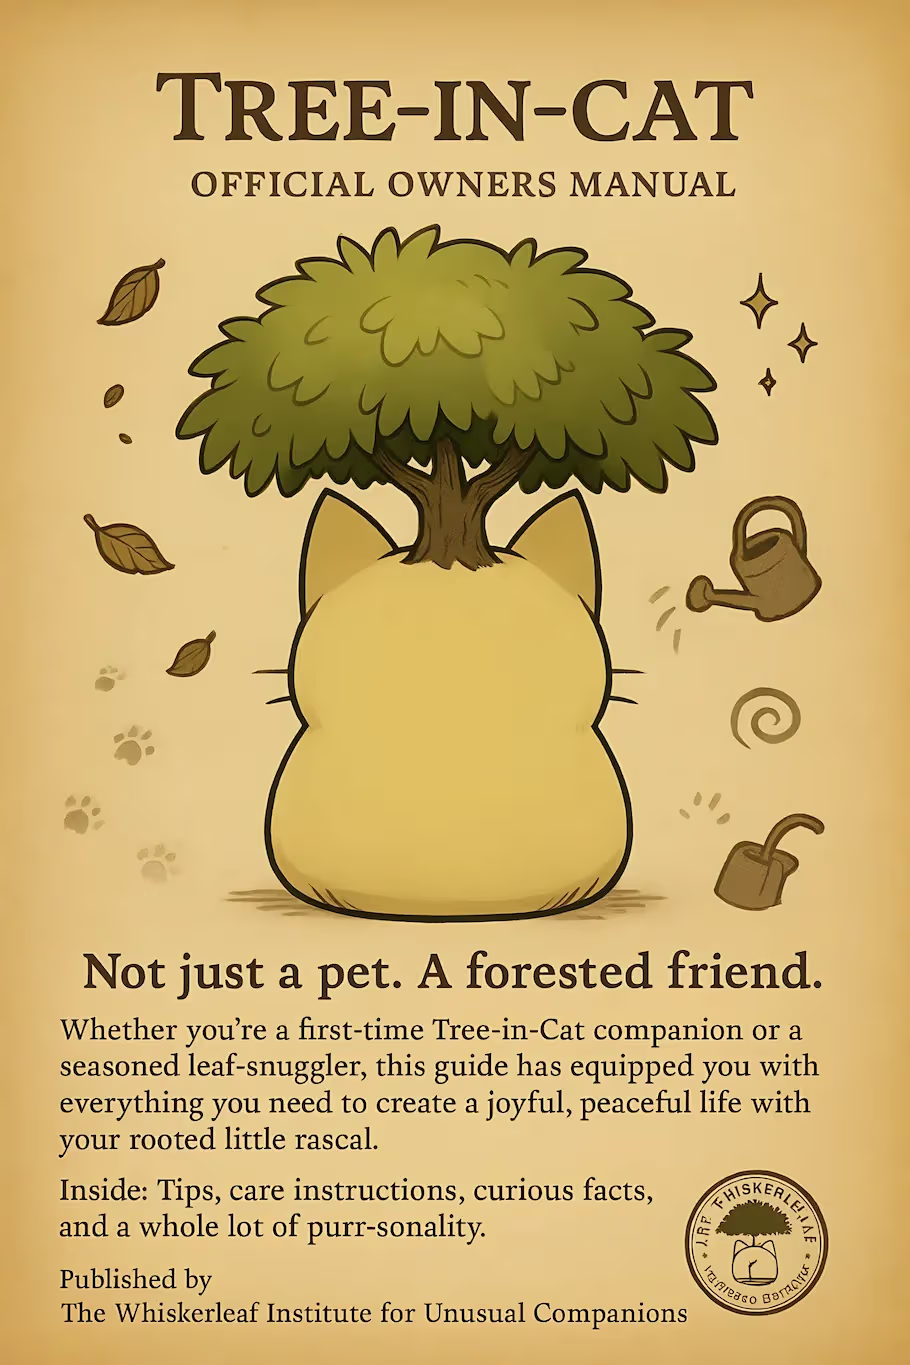 TREE-IN-CAT
OFFICIAL OWNERS MANUAL
Not just a pet. A forested friend.
Whether you're a first-time Tree-in-Cat companion or a
seasoned leaf-snuggler, this guide has equipped you with
everything you need to create a joyful, peaceful life with
your rooted little rascal.
Inside: Tips, care instructions, curious facts,
and a whole lot of purr-sonality.
Published by
The Whiskerleaf Institute for Unusual Companions